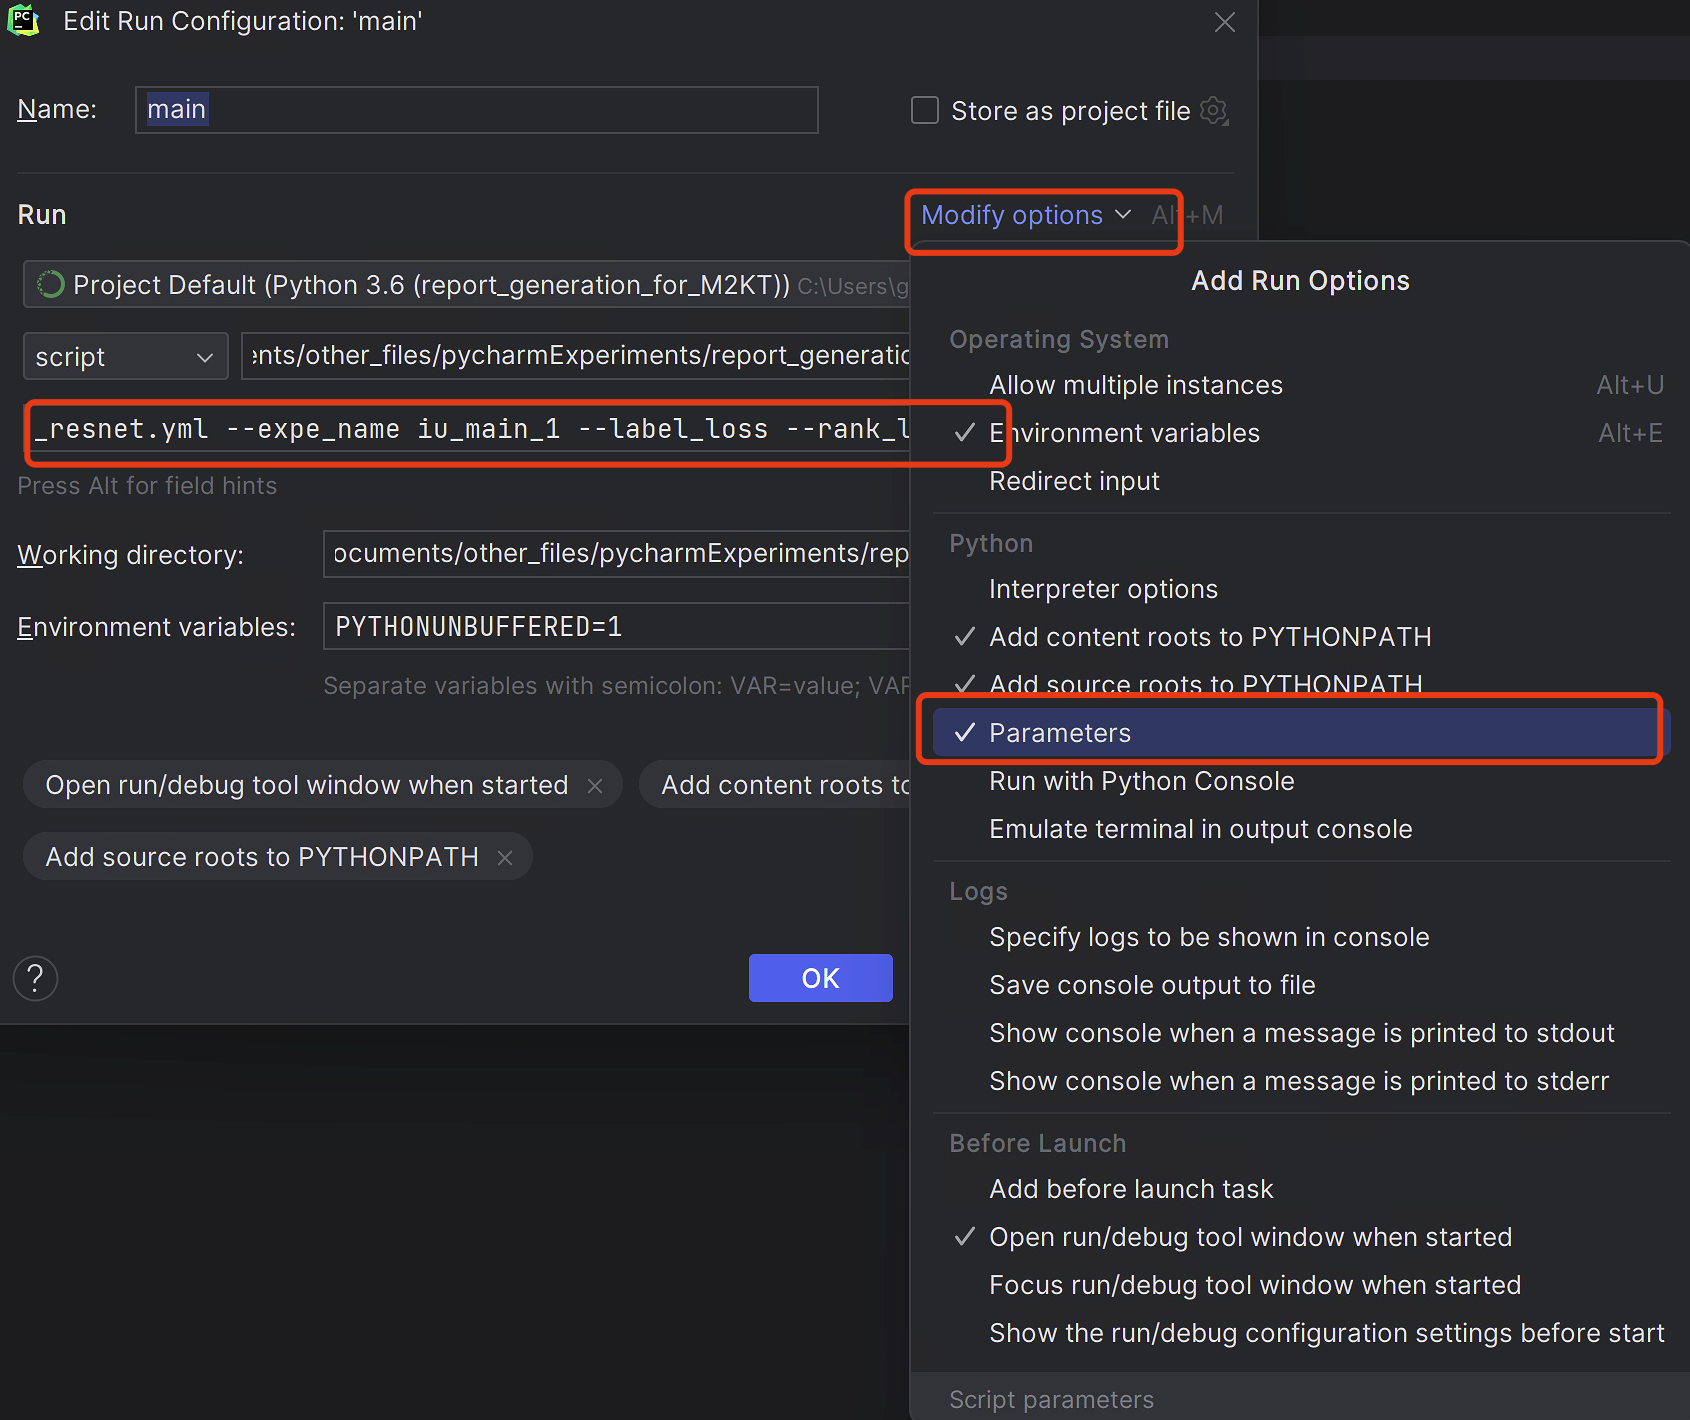 PC
Edit Run Configuration: 'main'
Name:
main
Store as project file
Run
Modify options
Alt+M
Project Default (Python 3.6 (report_generation_for_M2KT)) C:\Users\g
script
ents/other_files/pycharmExperiments/report_generatio
_resnet.yml --expe_name iu_main_1 --label_loss --rank_l
Press Alt for field hints
Working directory:
ocuments/other_files/pycharmExperiments/rep
Environment variables:
PYTHONUNBUFFERED=1
Separate variables with semicolon: VAR=value; VAR
Open run/debug tool window when started
Add content roots to
Add source roots to PYTHONPATH
?
OK
Add Run Options
Operating System
Allow multiple instances Alt+U
Environment variables Alt+E
Redirect input
Python
Interpreter options
Add content roots to PYTHONPATH
Add source roots to PYTHONPATH
Parameters
Run with Python Console
Emulate terminal in output console
Logs
Specify logs to be shown in console
Save console output to file
Show console when a message is printed to stdout
Show console when a message is printed to stderr
Before Launch
Add before launch task
Open run/debug tool window when started
Focus run/debug tool window when started
Show the run/debug configuration settings before start
Script parameters